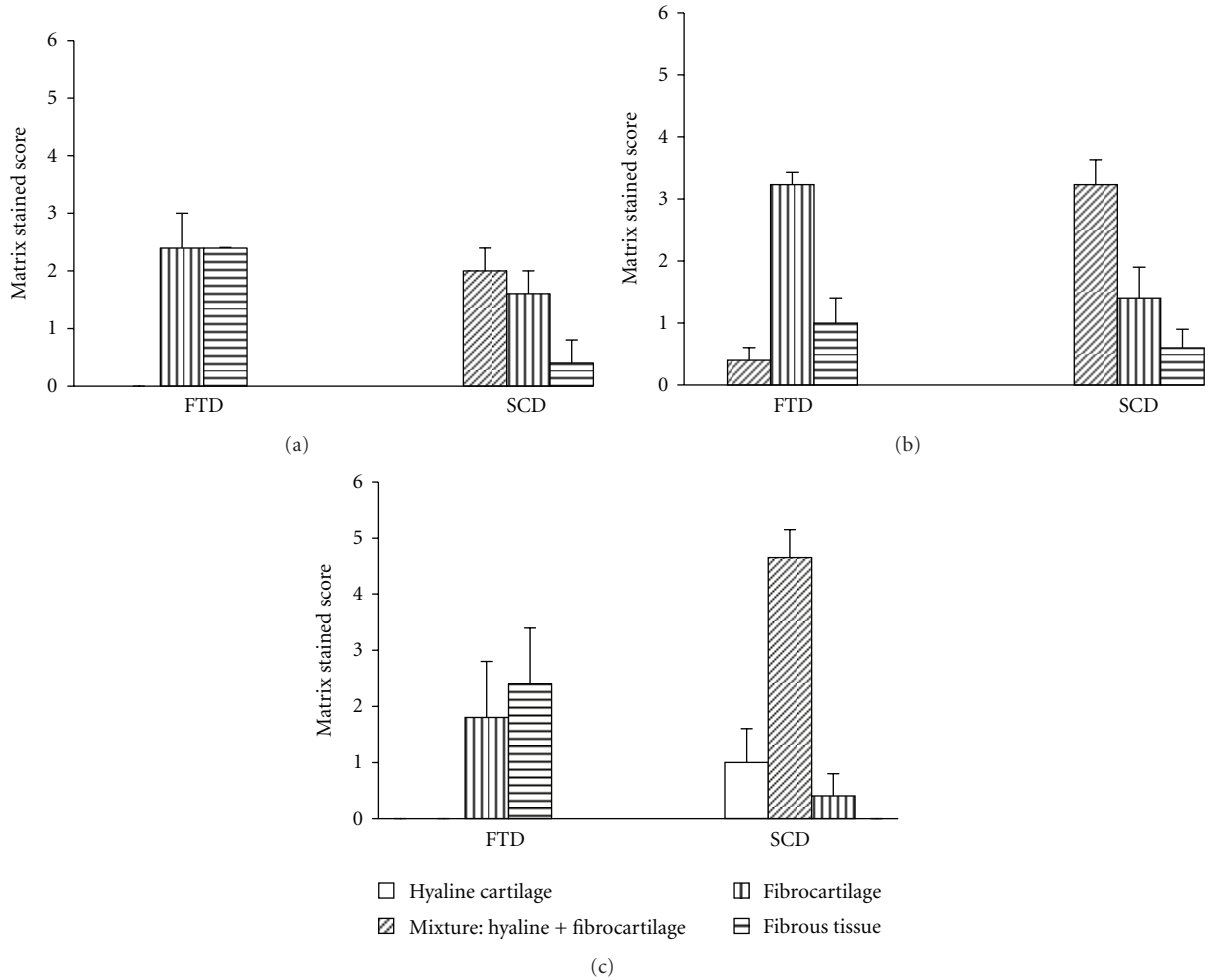 6
5
4
3
2
1
0
Matrix stained score
FTD
SCD
(a)
6
5
4
3
2
1
0
Matrix stained score
FTD
SCD
(b)
6
5
4
3
2
1
0
Matrix stained score
FTD
SCD
Hyaline cartilage
Mixture: hyaline + fibrocartilage
Fibrocartilage
Fibrous tissue
(c)